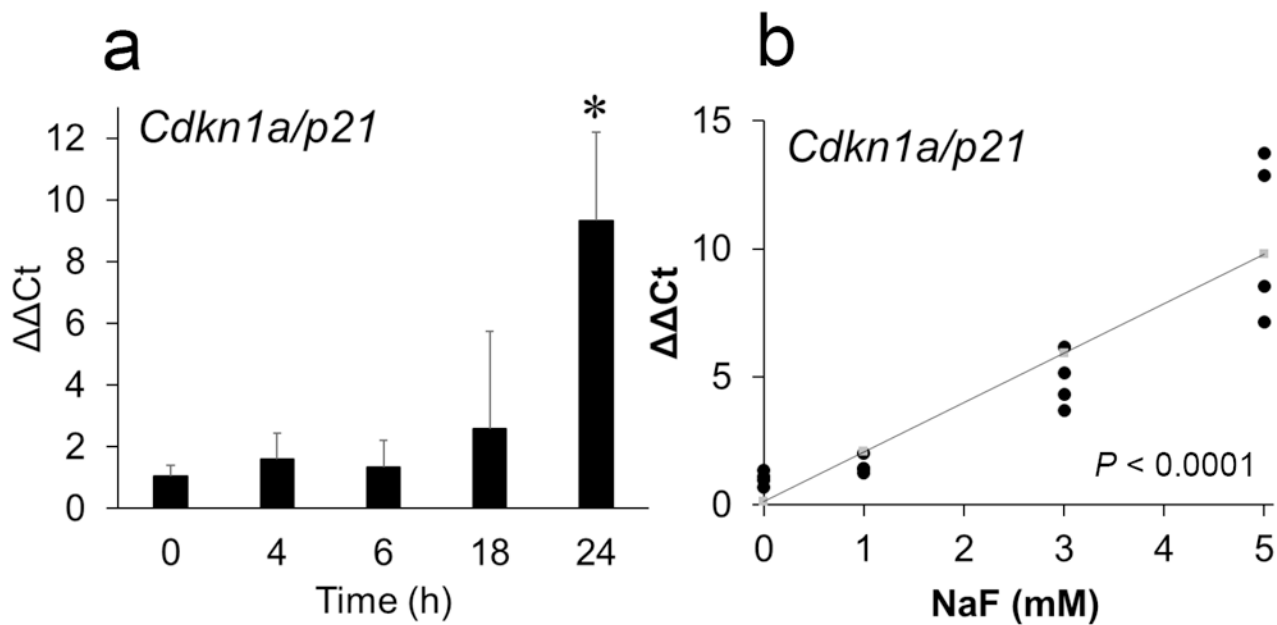 a
Cdkn1a/p21
*
12
10
8
6
4
2
0
ΔΔCt
0 4 6 18 24
Time (h)
b
Cdkn1a/p21
15
10
5
0
ΔΔCt
P < 0.0001
0 1 2 3 4 5
NaF (mM)